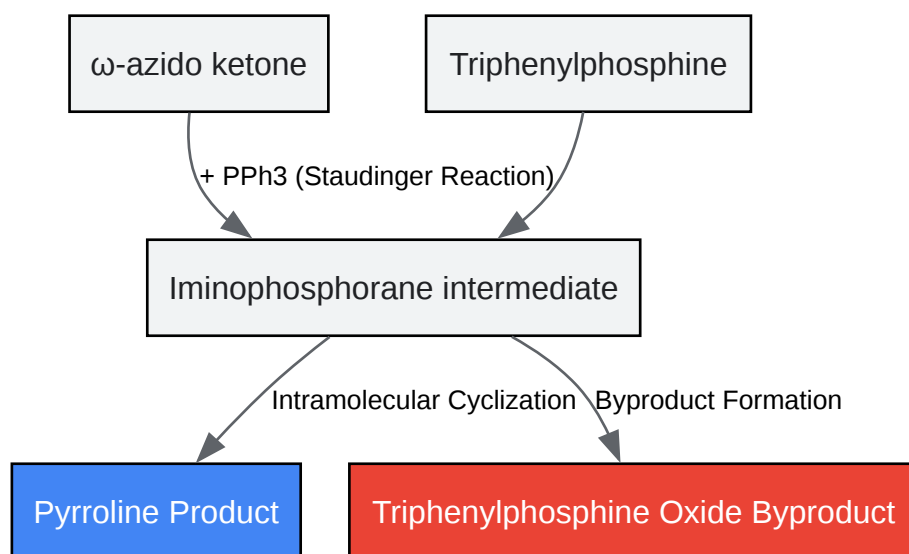 ω-azido ketone
Triphenylphosphine
+ PPh3 (Staudinger Reaction)
Iminophosphorane intermediate
Intramolecular Cyclization
Byproduct Formation
Pyrroline Product
Triphenylphosphine Oxide Byproduct